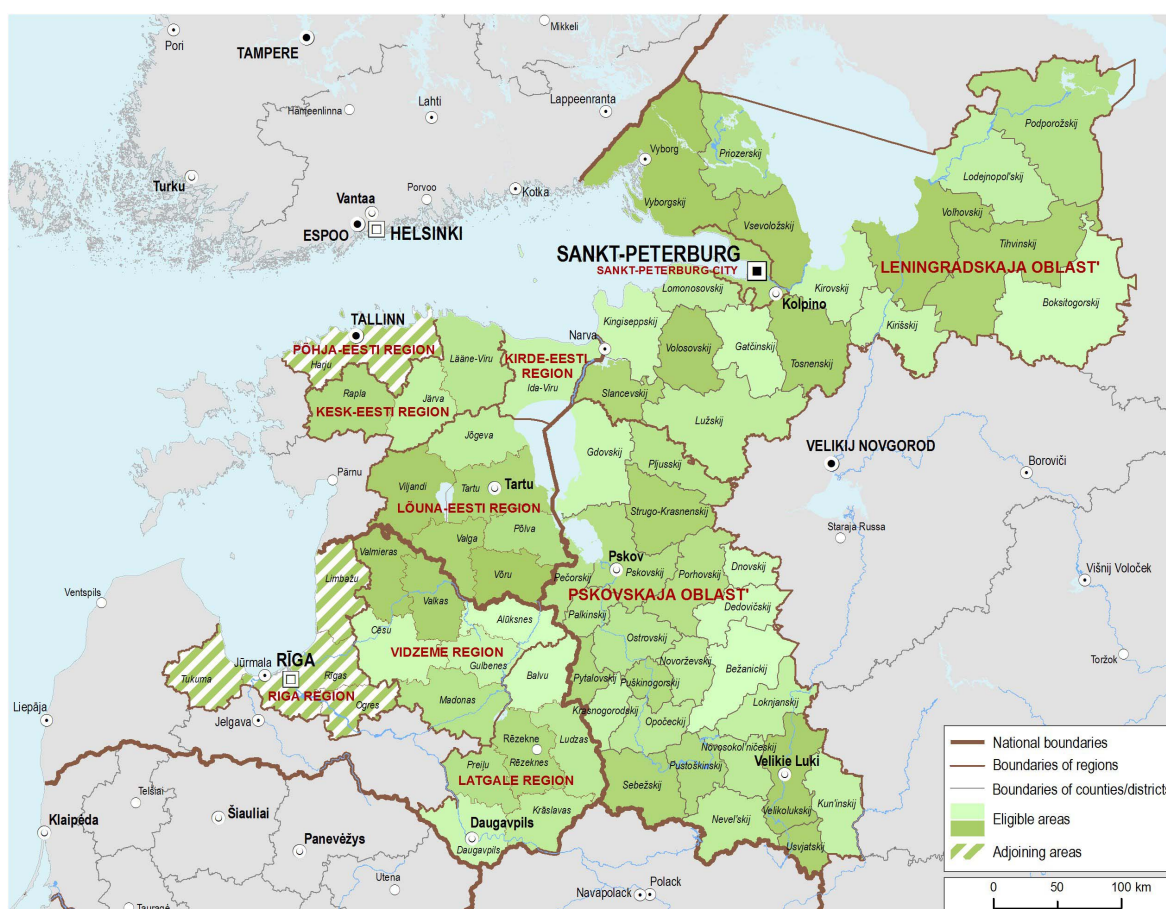 Mikkeli
Pori
TAMPERE
Lahti
Lappeenranta
Hämeenlinna
Podporožskij
Vyborg
Priozerskij
Lodejnopol'skij
Turku
Vantaa
Porvoo
Kotka
Vyborgskij
Volhovskij
ESPOO
HELSINKI
Vsevoložskij
Tihvinskij
SANKT-PETERBURG
SANKT-PETERBURG-CITY
LENINGRADSKAJA OBLAST'
Lomonosovskij
Kirovskij
Boksitogorskij
Kolpino
TALLINN
Kingiseppskij
Kirišskij
PÕHJA-EESTI REGION
Harju
Lääne-Viru
KIRDE-EESTI
REGION
Narva
Volosovskij
Gatčinskij
Tosnenskij
Ida-Viru
Rapla
Järva
Slancevskij
KESK-EESTI REGION
Lužskij
Jõgeva
VELIKIJ NOVGOROD
Gdovskij
Pljusskij
Pärnu
Viljandi
Tartu
Tartu
Boroviči
LÕUNA-EESTI REGION
Strugo-Krasnenskij
Põlva
Staraja Russa
Valga
Valmieras
Pskov
Dnovskij
Limbažu
Võru
Pečorskij
Pskovskij
Porhovskij
Višnij Voloček
Ventspils
Valkas
PSKOVSKAJA OBLAST'
Dedovičskij
Alūksnes
Palkinskij
Cēsu
Ostrovskij
VIDZEME REGION
Novorževskij
Toržok
RĪGA
Jūrmala
Gulbenes
Bežanickij
Tukuma
Rīgas
Balvu
Pytalovskij
Puškinogorskij
RIGA REGION
Madonas
Loknjanskij
Ogres
Krasnogorodskij
Liepāja
Jelgava
Opočeckij
Rēzekne
Ludzas
Novosokol'ničeskij
Preiļu
Rēzeknes
Pustoškinskij
Velikie Luki
LATGALE REGION
Sebežskij
Telšiai
Krāslavas
Velikolukskij
Kun'inskij
Šiauliai
Nevel'skij
Klaipéda
Daugavpils
Panevėžys
Daugavpils
Usvjatskij
Utena
Navapolack
Polack
Tauragė
National boundaries
Boundaries of regions
Boundaries of counties/districts
Eligible areas
Adjoining areas
0 50 100 km